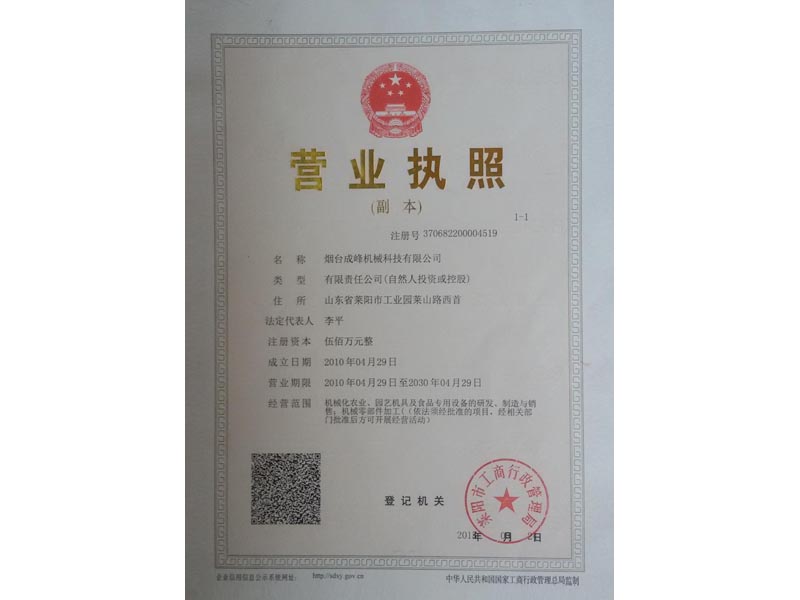 营业执照
(副 本)
1-1
注册号 370682200004519
名 称 烟台成峰机械科技有限公司
类 型 有限责任公司(自然人投资或控股)
住 所 山东省莱阳市工业园莱山路西首
法定代表人 李平
注册资本 伍佰万元整
成立日期 2010年04月29日
营业期限 2010年04月29日至2030年04月29日
经营范围 机械化农业、园艺机具及食品专用设备的研发、制造与销
售；机械零部件加工((依法须经批准的项目，经相关部
门批准后方可开展经营活动)
莱阳市工商行政管理局
登记机关
年 月 日
企业信用信息公示系统网址： http://sdxy.gov.cn
中华人民共和国国家工商行政管理总局监制